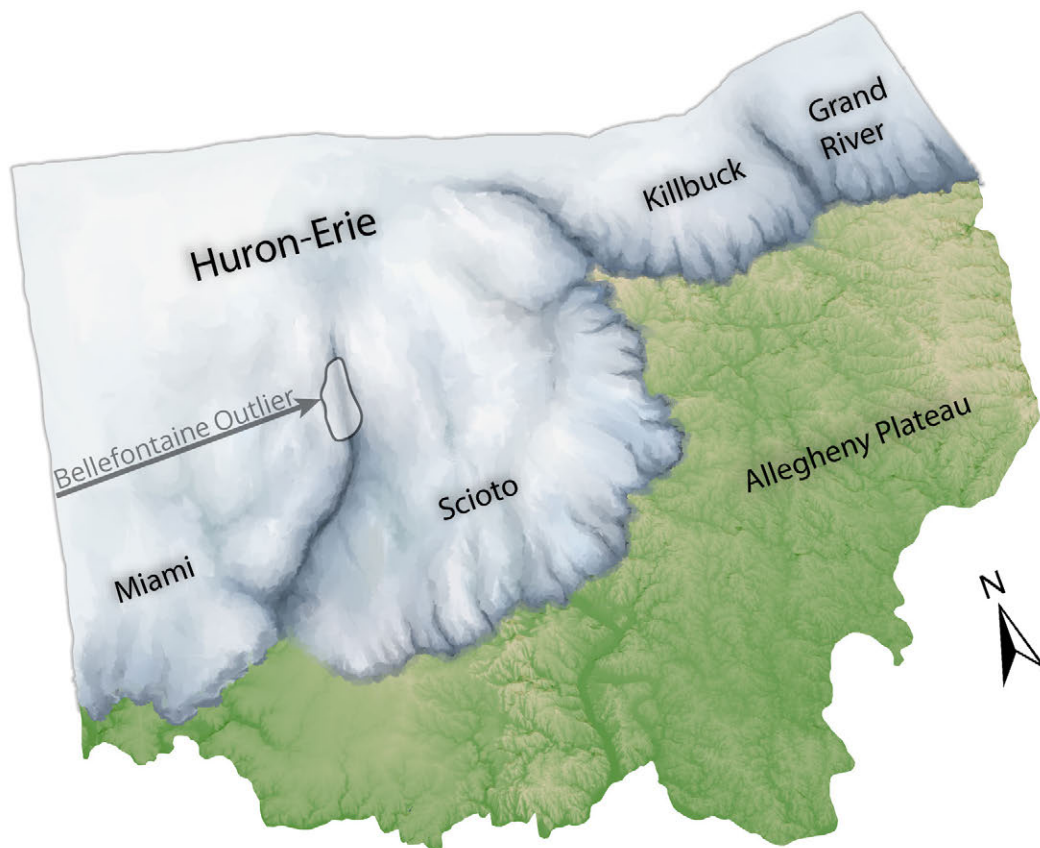 Grand
River
Killbuck
Huron-Erie
Bellefontaine Outlier
Allegheny Plateau
Scioto
Miami
N